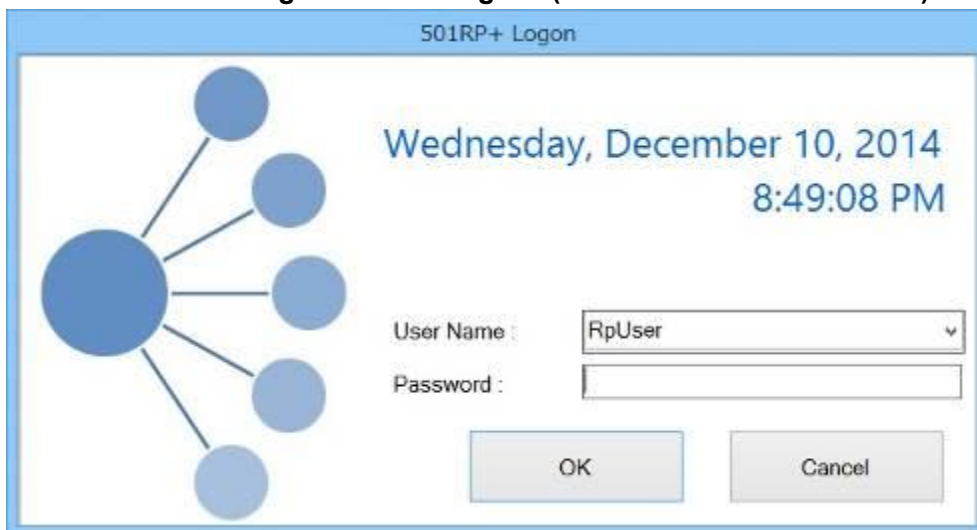 501RP+ Logon
Wednesday, December 10, 2014
8:49:08 PM
User Name :
RpUser
Password :
OK
Cancel